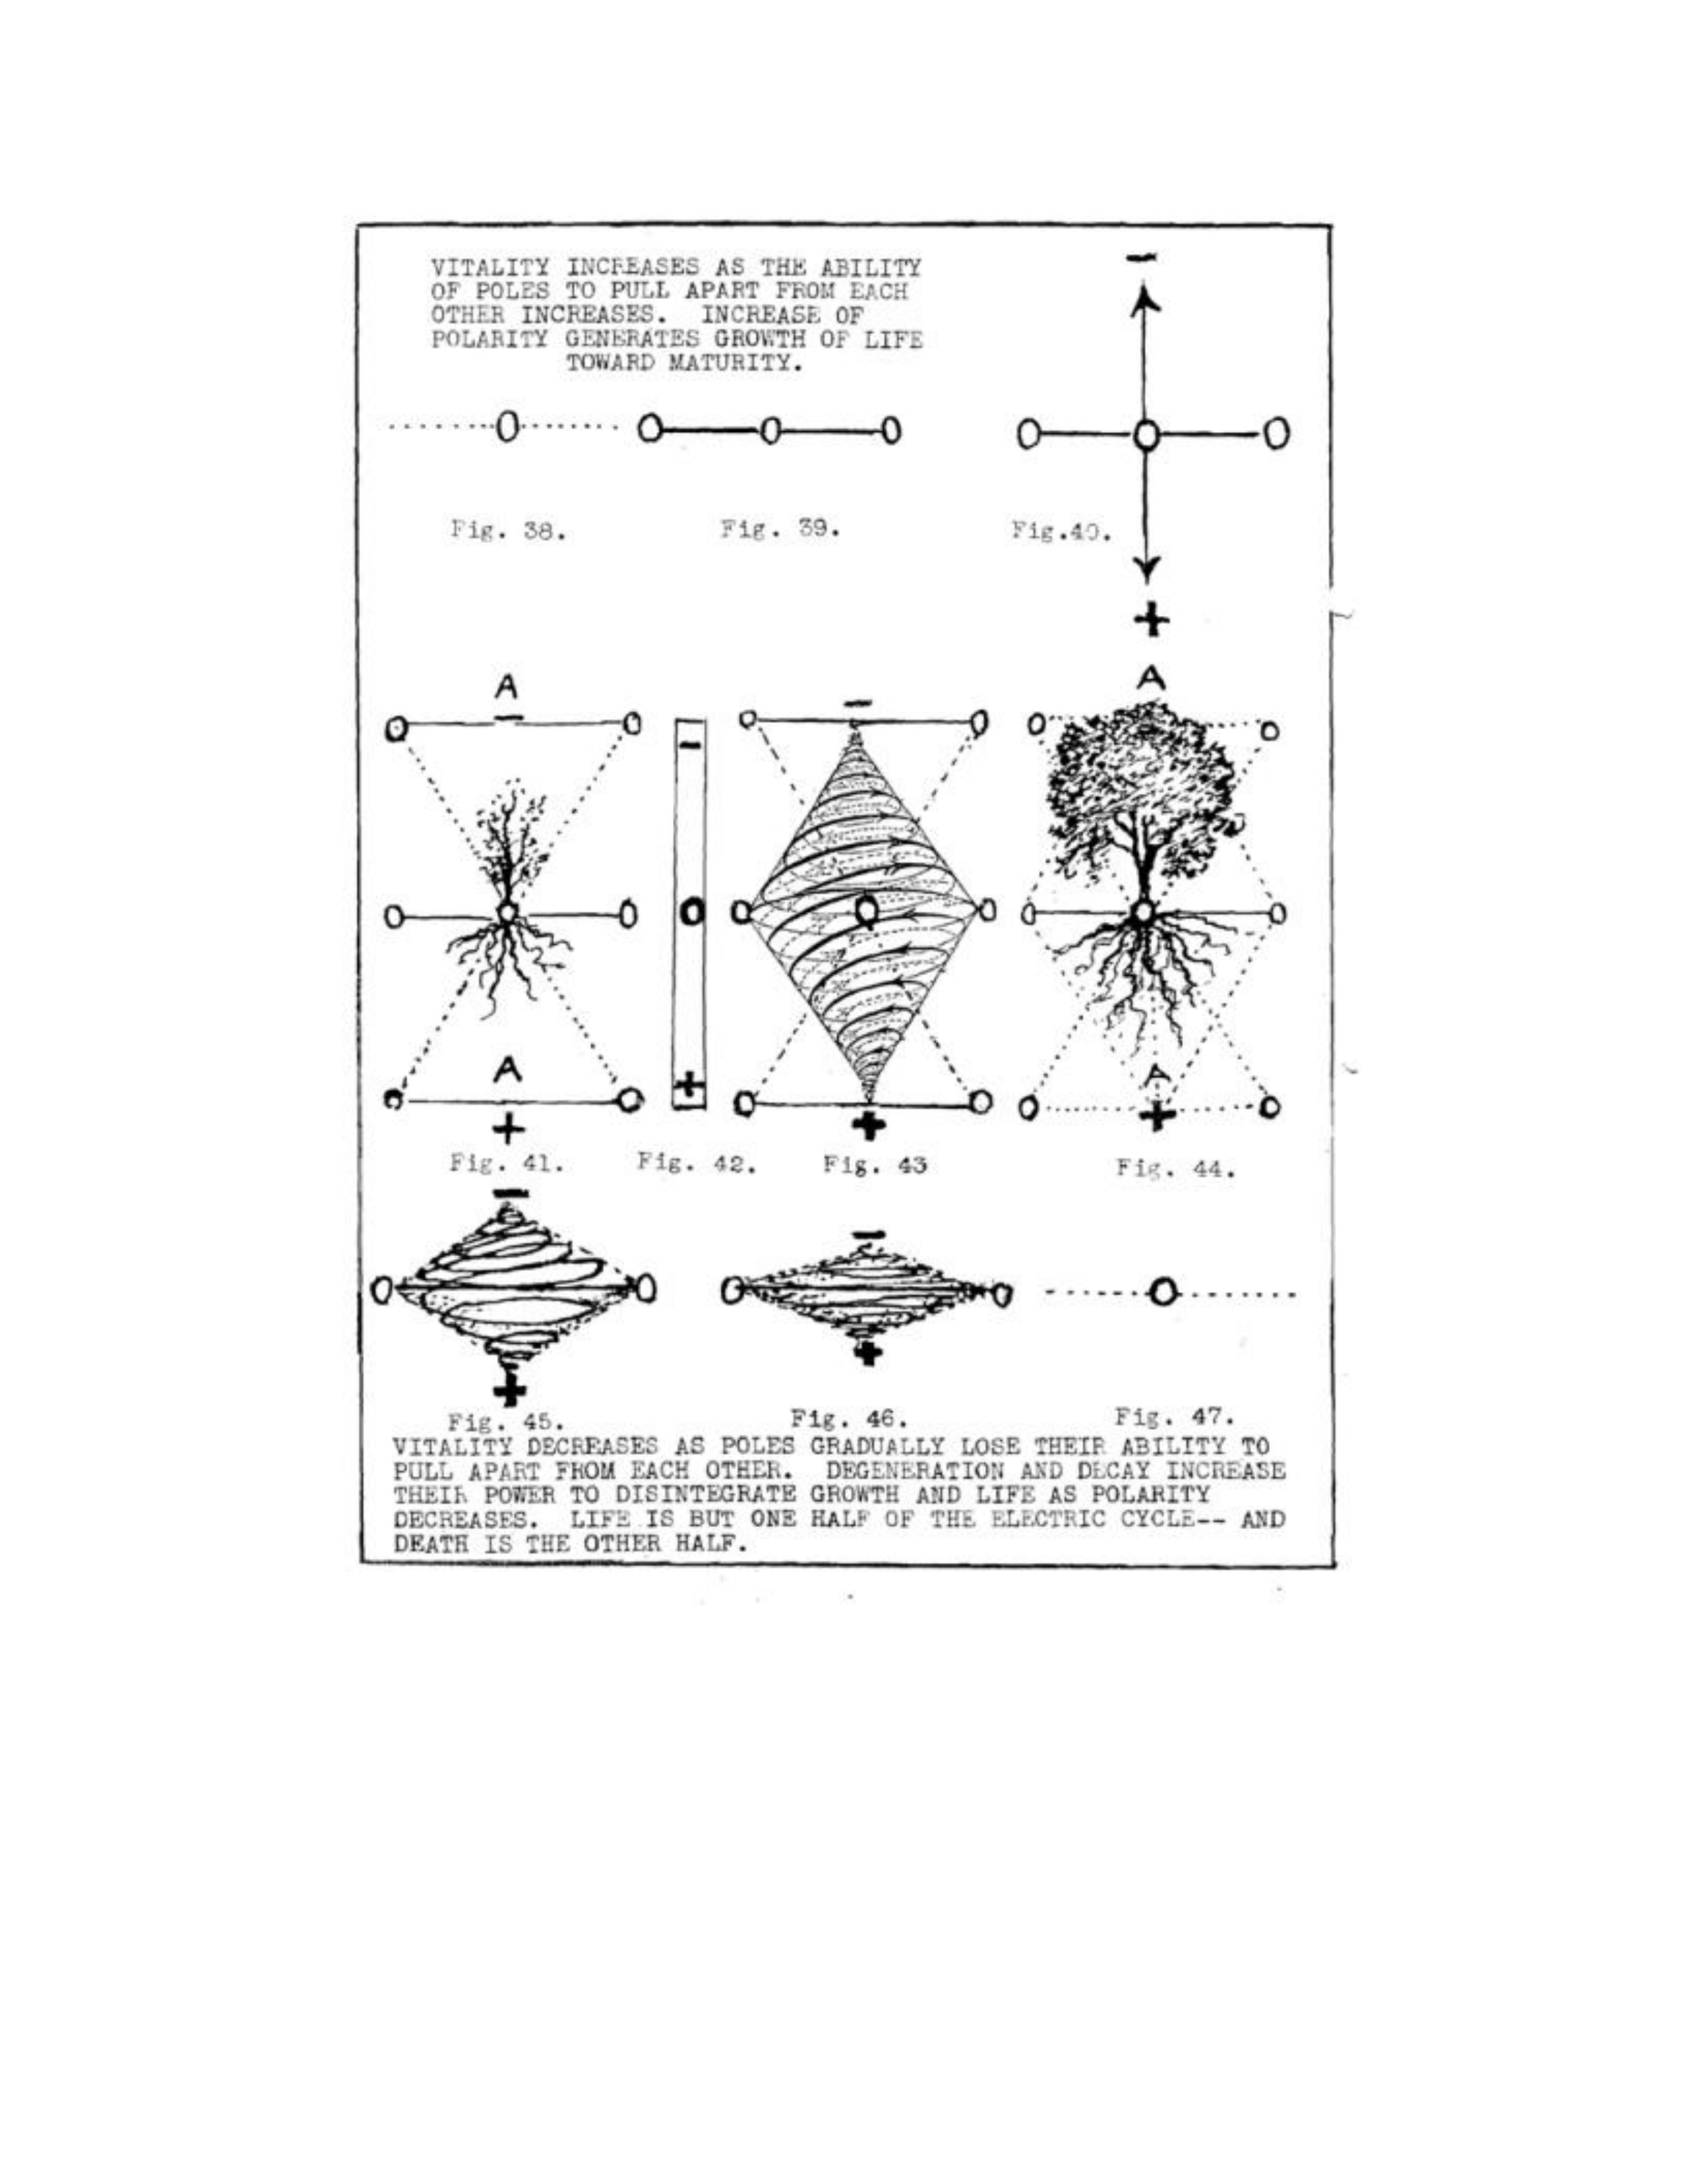 VITALITY INCREASES AS THE ABILITY
OF POLES TO PULL APART FROM EACH
OTHER INCREASES. INCREASE OF
POLARITY GENERATES GROWTH OF LIFE
TOWARD MATURITY.
−
O O O O O O O
Fig. 38. Fig. 39. Fig.40.
+
A A
O − O − O − O O O
O O O O O O O O O O
A A
O O + O O O O
+ + +
Fig. 41. Fig. 42. Fig. 43 Fig. 44.
− −
O O O O O
+ +
Fig. 45. Fig. 46. Fig. 47.
VITALITY DECREASES AS POLES GRADUALLY LOSE THEIR ABILITY TO
PULL APART FROM EACH OTHER. DEGENERATION AND DECAY INCREASE
THEIR POWER TO DISINTEGRATE GROWTH AND LIFE AS POLARITY
DECREASES. LIFE IS BUT ONE HALF OF THE ELECTRIC CYCLE-- AND
DEATH IS THE OTHER HALF.